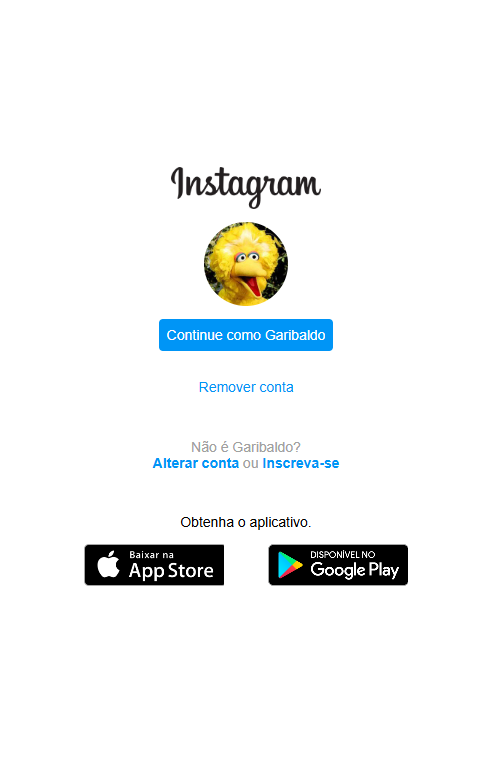 Instagram
Continue como Garibaldo
Remover conta
Não é Garibaldo?
Alterar conta ou Inscreva-se
Obtenha o aplicativo.
Baixar na
App Store
DISPONÍVEL NO
Google Play